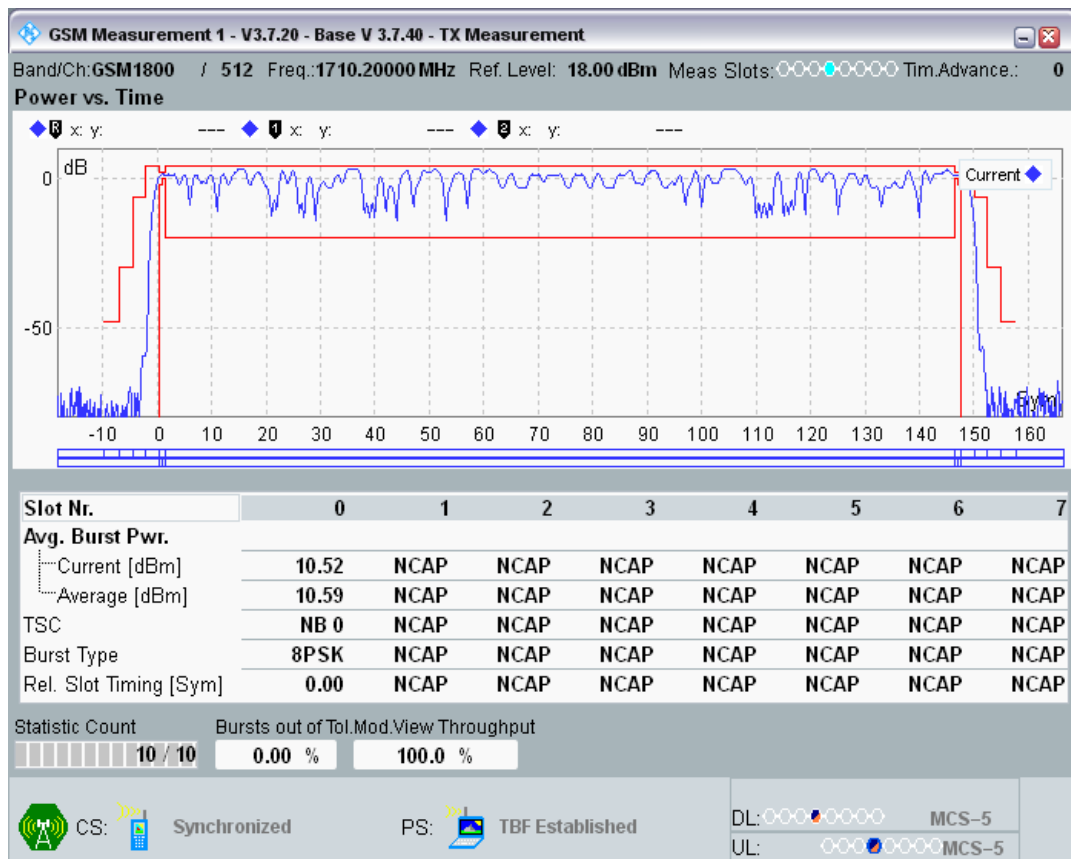 GSM Measurement 1 - V3.7.20 - Base V 3.7.40 - TX Measurement
Band/Ch:GSM1800 / 512 Freq.:1710.20000 MHz Ref. Level: 18.00 dBm Meas Slots: Tim.Advance.: 0
Power vs. Time
R x: y: --- 1 x: y: --- 2 x: y: ---
dB
0
Current
-50
Sym
-10 0 10 20 30 40 50 60 70 80 90 100 110 120 130 140 150 160
Slot Nr. 0 1 2 3 4 5 6 7
Avg. Burst Pwr.
Current [dBm] 10.52 NCAP NCAP NCAP NCAP NCAP NCAP NCAP
Average [dBm] 10.59 NCAP NCAP NCAP NCAP NCAP NCAP NCAP
TSC NB 0 NCAP NCAP NCAP NCAP NCAP NCAP NCAP
Burst Type 8PSK NCAP NCAP NCAP NCAP NCAP NCAP NCAP
Rel. Slot Timing [Sym] 0.00 NCAP NCAP NCAP NCAP NCAP NCAP NCAP
Statistic Count Bursts out of Tol.Mod.View Throughput
10 / 10 0.00 % 100.0 %
CS: Synchronized PS: TBF Established DL: MCS-5
UL: MCS-5